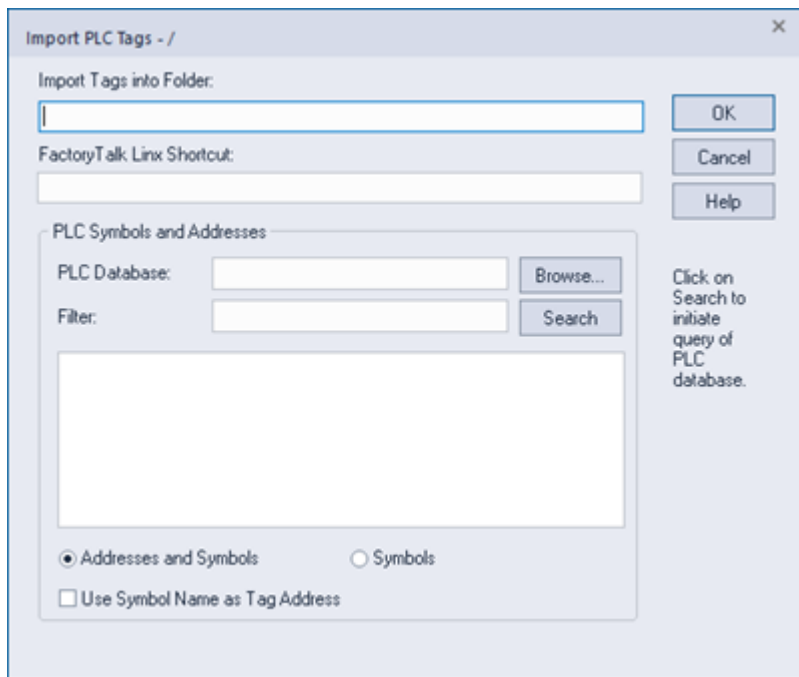 Import PLC Tags - /
Import Tags into Folder:
OK
FactoryTalk Linx Shortcut:
Cancel
Help
PLC Symbols and Addresses
PLC Database:
Browse...
Filter:
Search
Click on
Search to
initiate
query of
PLC
database.
Addresses and Symbols
Symbols
Use Symbol Name as Tag Address